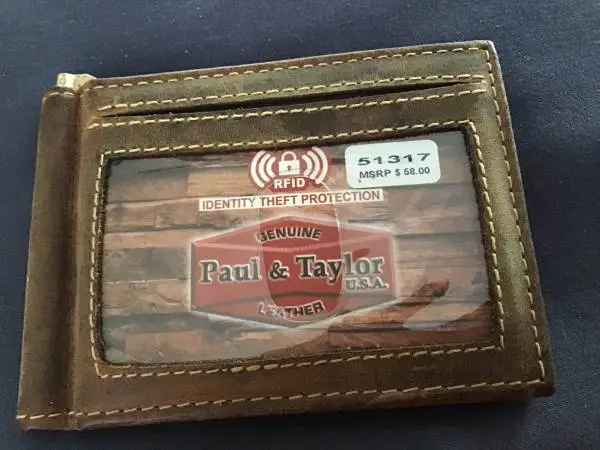 RFID
51317
MSRP $ 58.00
IDENTITY THEFT PROTECTION
GENUINE
Paul & Taylor
U.S.A.
LEATHER